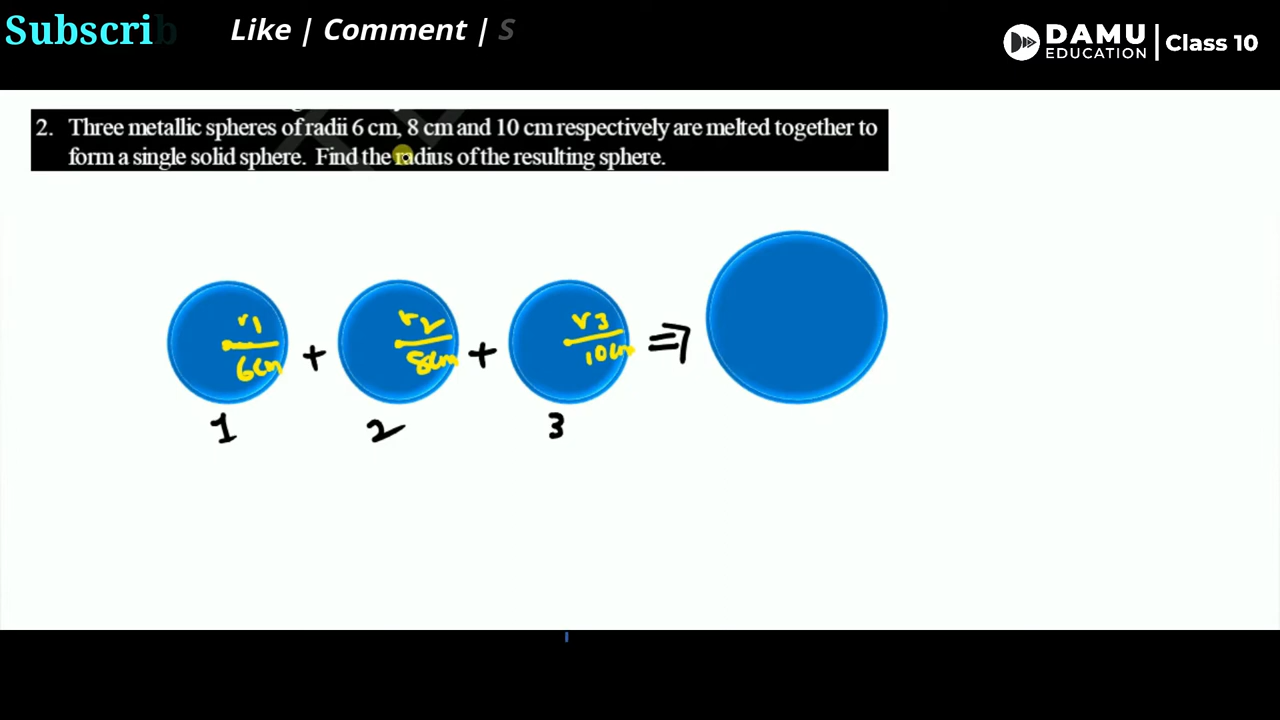 Subscrib
Like | Comment | S
DAMU
EDUCATION
Class 10
2. Three metallic spheres of radii 6 cm, 8 cm and 10 cm respectively are melted together to
form a single solid sphere. Find the radius of the resulting sphere.
r1
6cm
+
r2
8cm
+
r3
10cm
⇒
1
2
3